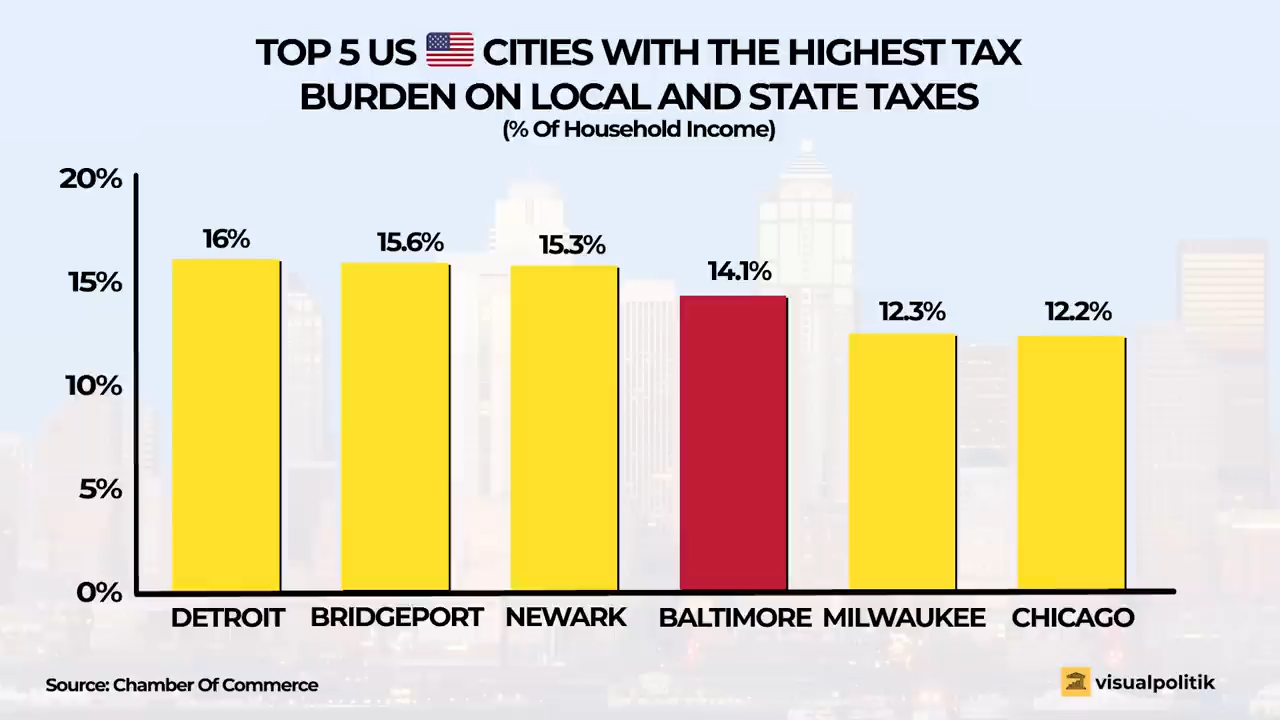 TOP 5 US CITIES WITH THE HIGHEST TAX
BURDEN ON LOCAL AND STATE TAXES
(% Of Household Income)
20%
15%
10%
5%
0%
16%
15.6%
15.3%
14.1%
12.3%
12.2%
DETROIT BRIDGEPORT NEWARK BALTIMORE MILWAUKEE CHICAGO
Source: Chamber Of Commerce
visualpolitik